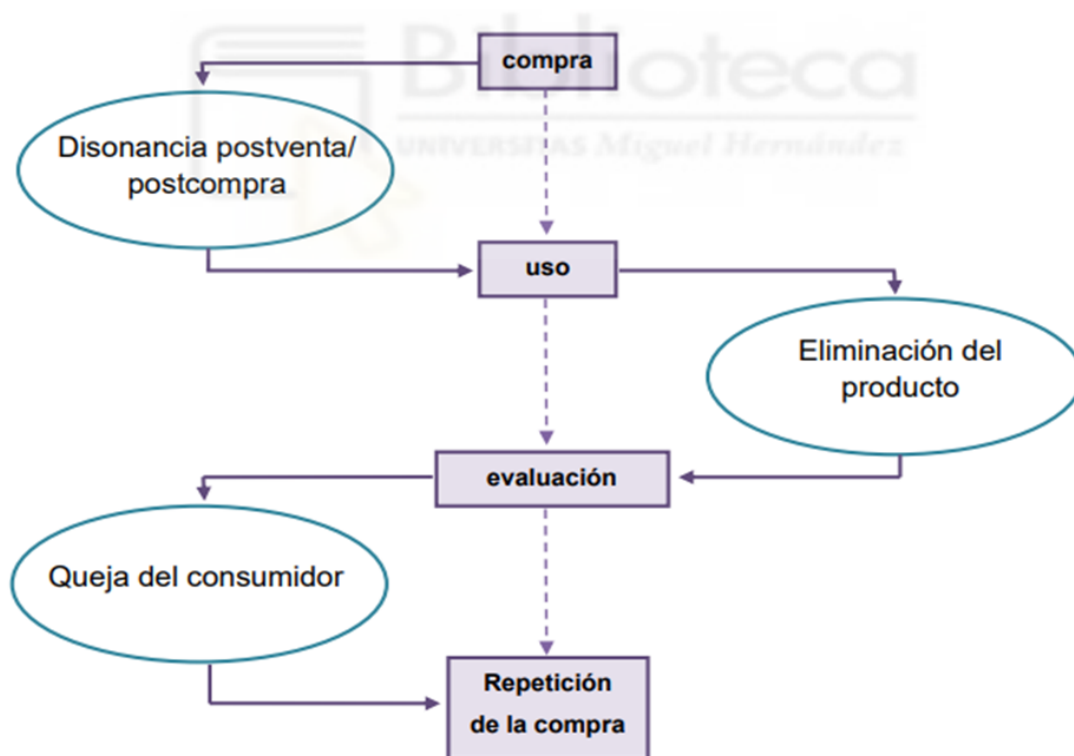 Biblioteca
UNIVERSITAS Miguel Hernández
compra
Disonancia postventa/
postcompra
uso
Eliminación del
producto
evaluación
Queja del consumidor
Repetición
de la compra